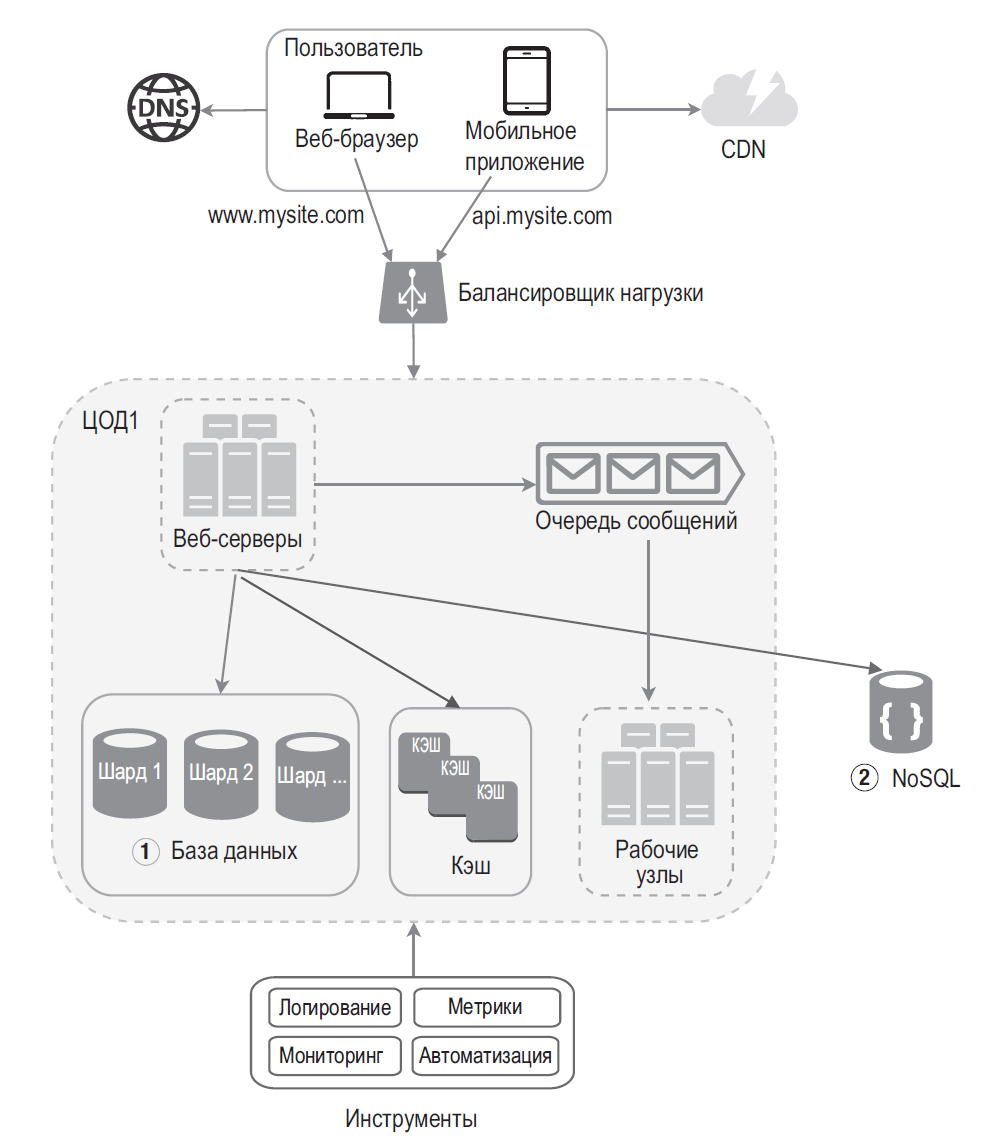 Пользователь
DNS
Веб-браузер
Мобильное
приложение
CDN
www.mysite.com
api.mysite.com
Балансировщик нагрузки
ЦОД1
Веб-серверы
Очередь сообщений
Шард 1
Шард 2
Шард ...
1 База данных
КЭШ
КЭШ
КЭШ
Кэш
Рабочие
узлы
{ }
2 NoSQL
Логирование
Метрики
Мониторинг
Автоматизация
Инструменты